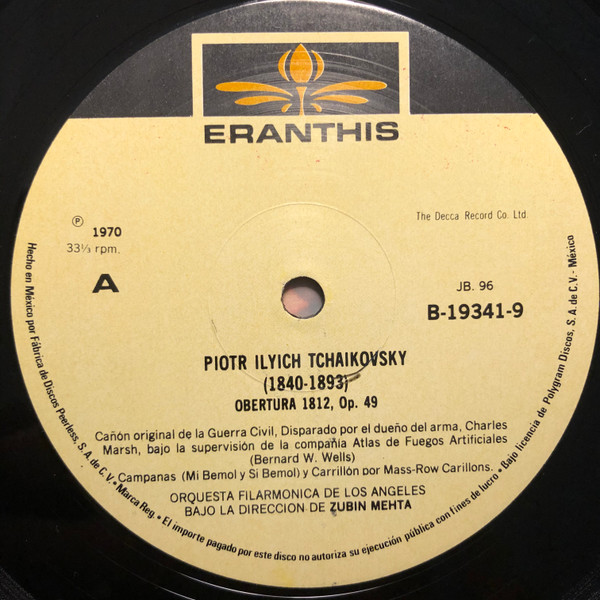 ERANTHIS
Ⓟ 1970
33⅓ rpm.
A
The Decca Record Co. Ltd.
JB. 96
B-19341-9
PIOTR ILYICH TCHAIKOVSKY
(1840-1893)
OBERTURA 1812, Op. 49
Cañón original de la Guerra Civil, Disparado por el dueño del arma, Charles
Marsh, bajo la supervisión de la compañía Atlas de Fuegos Artificiales
(Bernard W. Wells)
Campanas (Mi Bemol y Si Bemol) y Carrillón por Mass-Row Carillons.
ORQUESTA FILARMONICA DE LOS ANGELES
BAJO LA DIRECCION DE ZUBIN MEHTA
Hecho en México por Fábrica de Discos Peerless, S.A. de C.V. • Marca Reg. • El importe pagado por este disco no autoriza su ejecución pública con fines de lucro • Bajo licencia de Polygram Discos, S.A. de C.V. - México